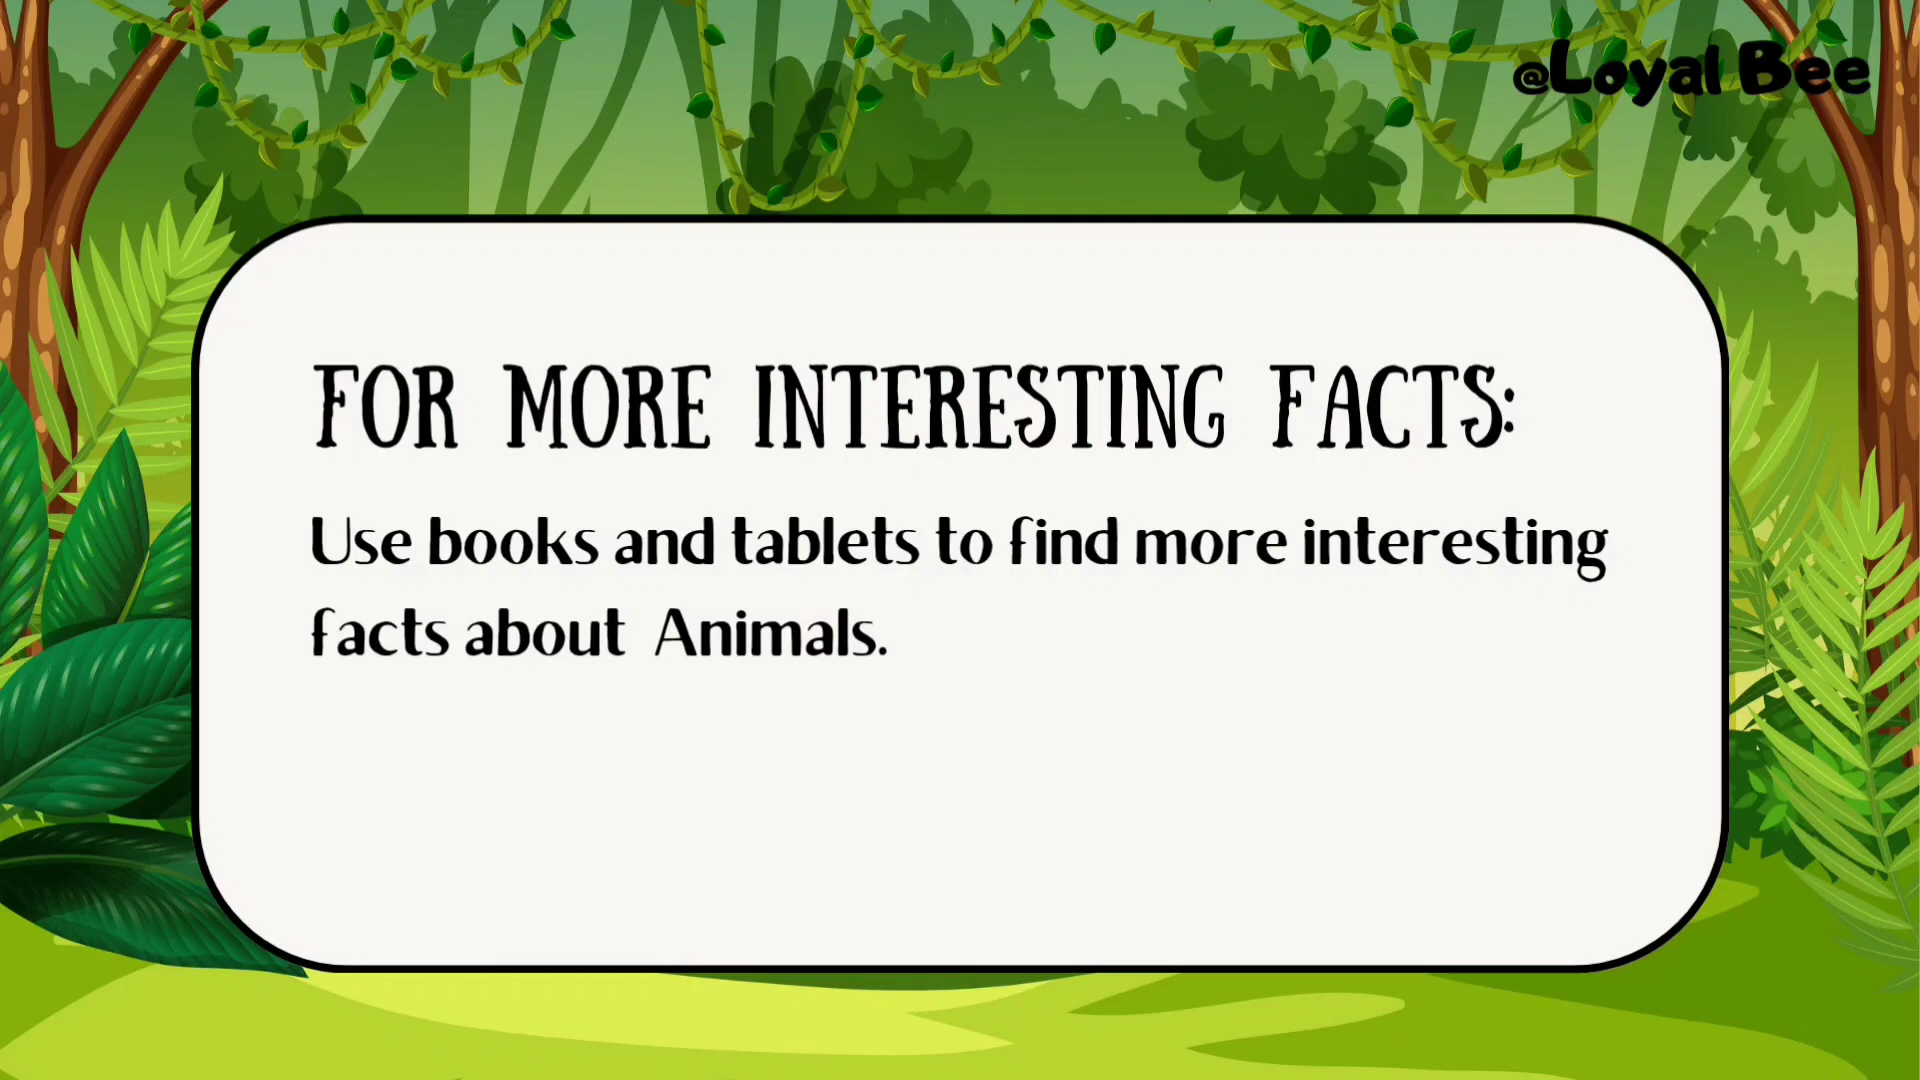 @Loyal Bee
FOR MORE INTERESTING FACTS:
Use books and tablets to find more interesting
facts about Animals.